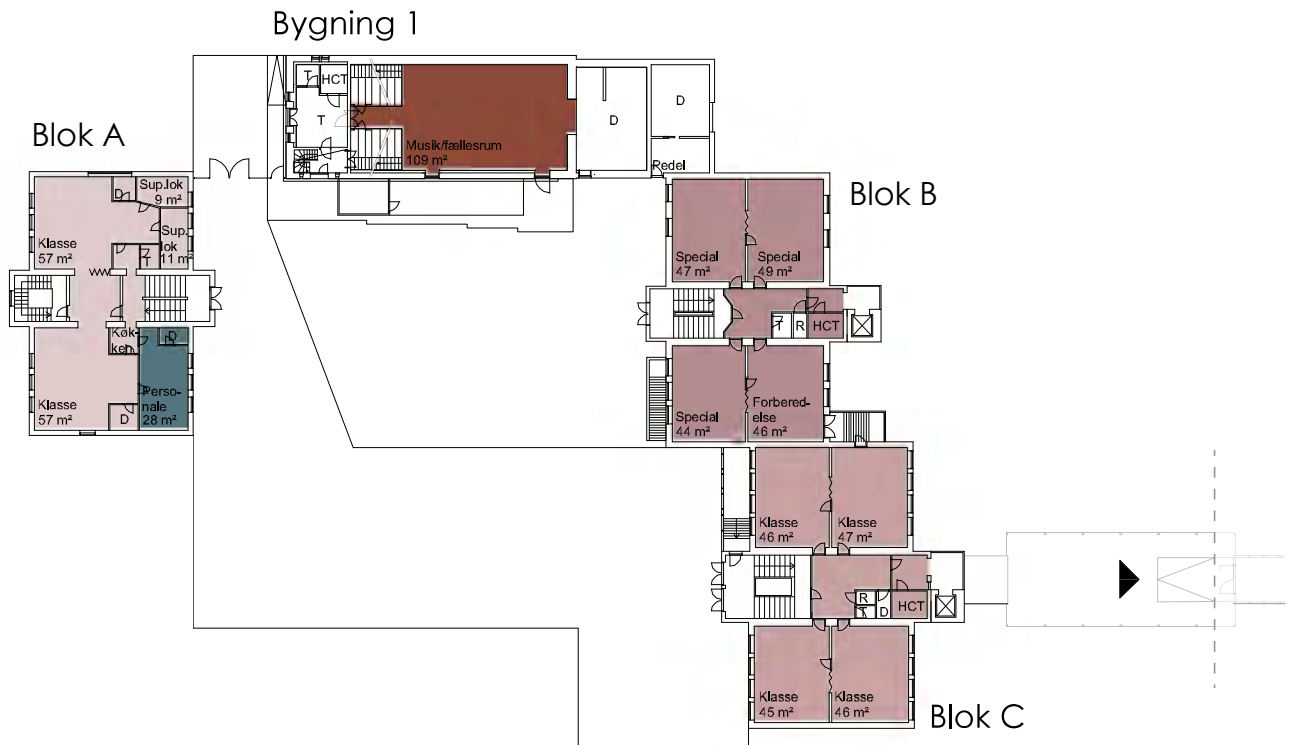 Bygning 1
T
HCT
T
Musik/fællesrum
109 m²
D
D
Redel
Blok A
D
Sup.lok
9 m²
Klasse
57 m²
T
Sup.
lok
11 m²
Køk-
ken
D
Klasse
57 m²
D
Perso-
nale
28 m²
Blok B
Special
47 m²
Special
49 m²
T
R
HCT
Special
44 m²
Forbered-
else
46 m²
Klasse
46 m²
Klasse
47 m²
R
T
D
HCT
Klasse
45 m²
Klasse
46 m²
Blok C